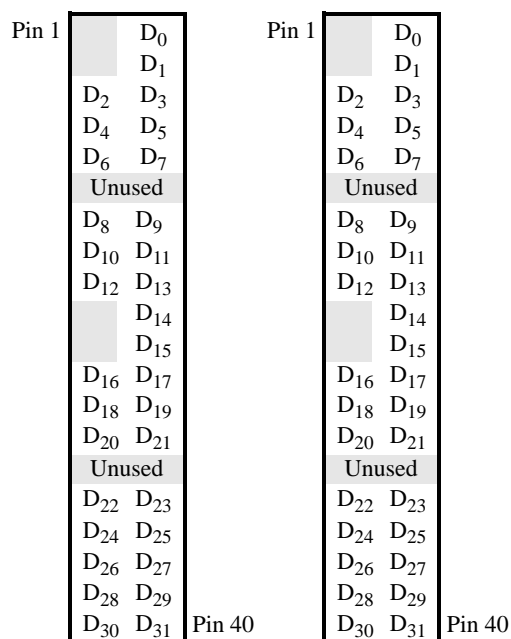 Pin 1 D0 Pin 1 D0
D1 D1
D2 D3 D2 D3
D4 D5 D4 D5
D6 D7 D6 D7
Unused Unused
D8 D9 D8 D9
D10 D11 D10 D11
D12 D13 D12 D13
D14 D14
D15 D15
D16 D17 D16 D17
D18 D19 D18 D19
D20 D21 D20 D21
Unused Unused
D22 D23 D22 D23
D24 D25 D24 D25
D26 D27 D26 D27
D28 D29 D28 D29
D30 D31 Pin 40 D30 D31 Pin 40